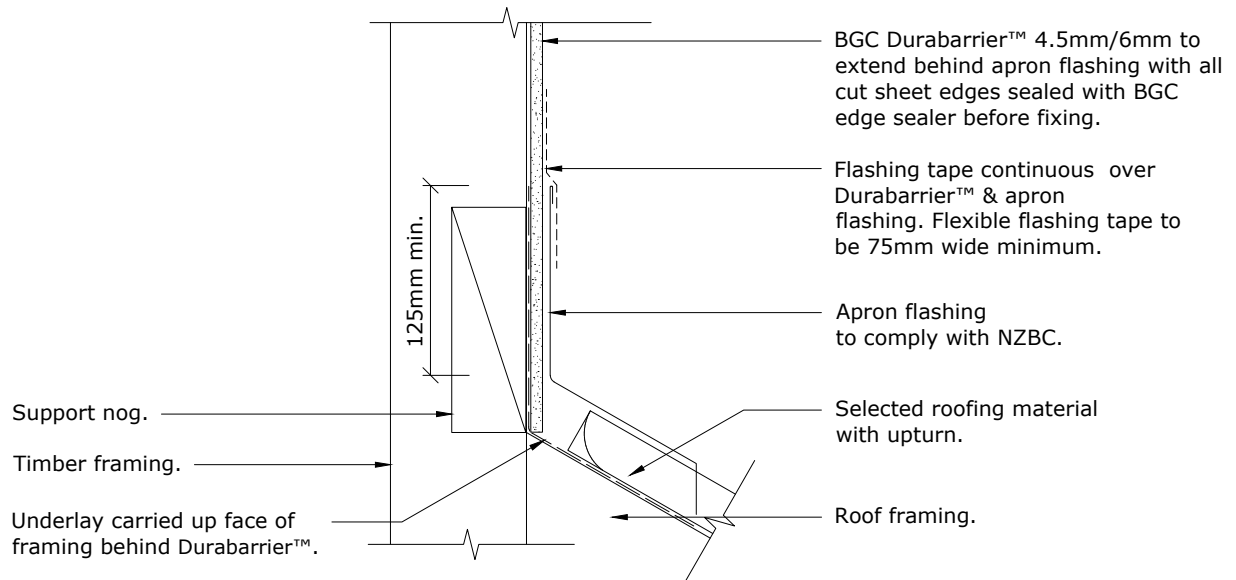 BGC Durabarrier™ 4.5mm/6mm to
extend behind apron flashing with all
cut sheet edges sealed with BGC
edge sealer before fixing.
Flashing tape continuous over
Durabarrier™ & apron
flashing. Flexible flashing tape to
be 75mm wide minimum.
125mm min.
Apron flashing
to comply with NZBC.
Support nog.
Selected roofing material
with upturn.
Timber framing.
Underlay carried up face of
framing behind Durabarrier™.
Roof framing.